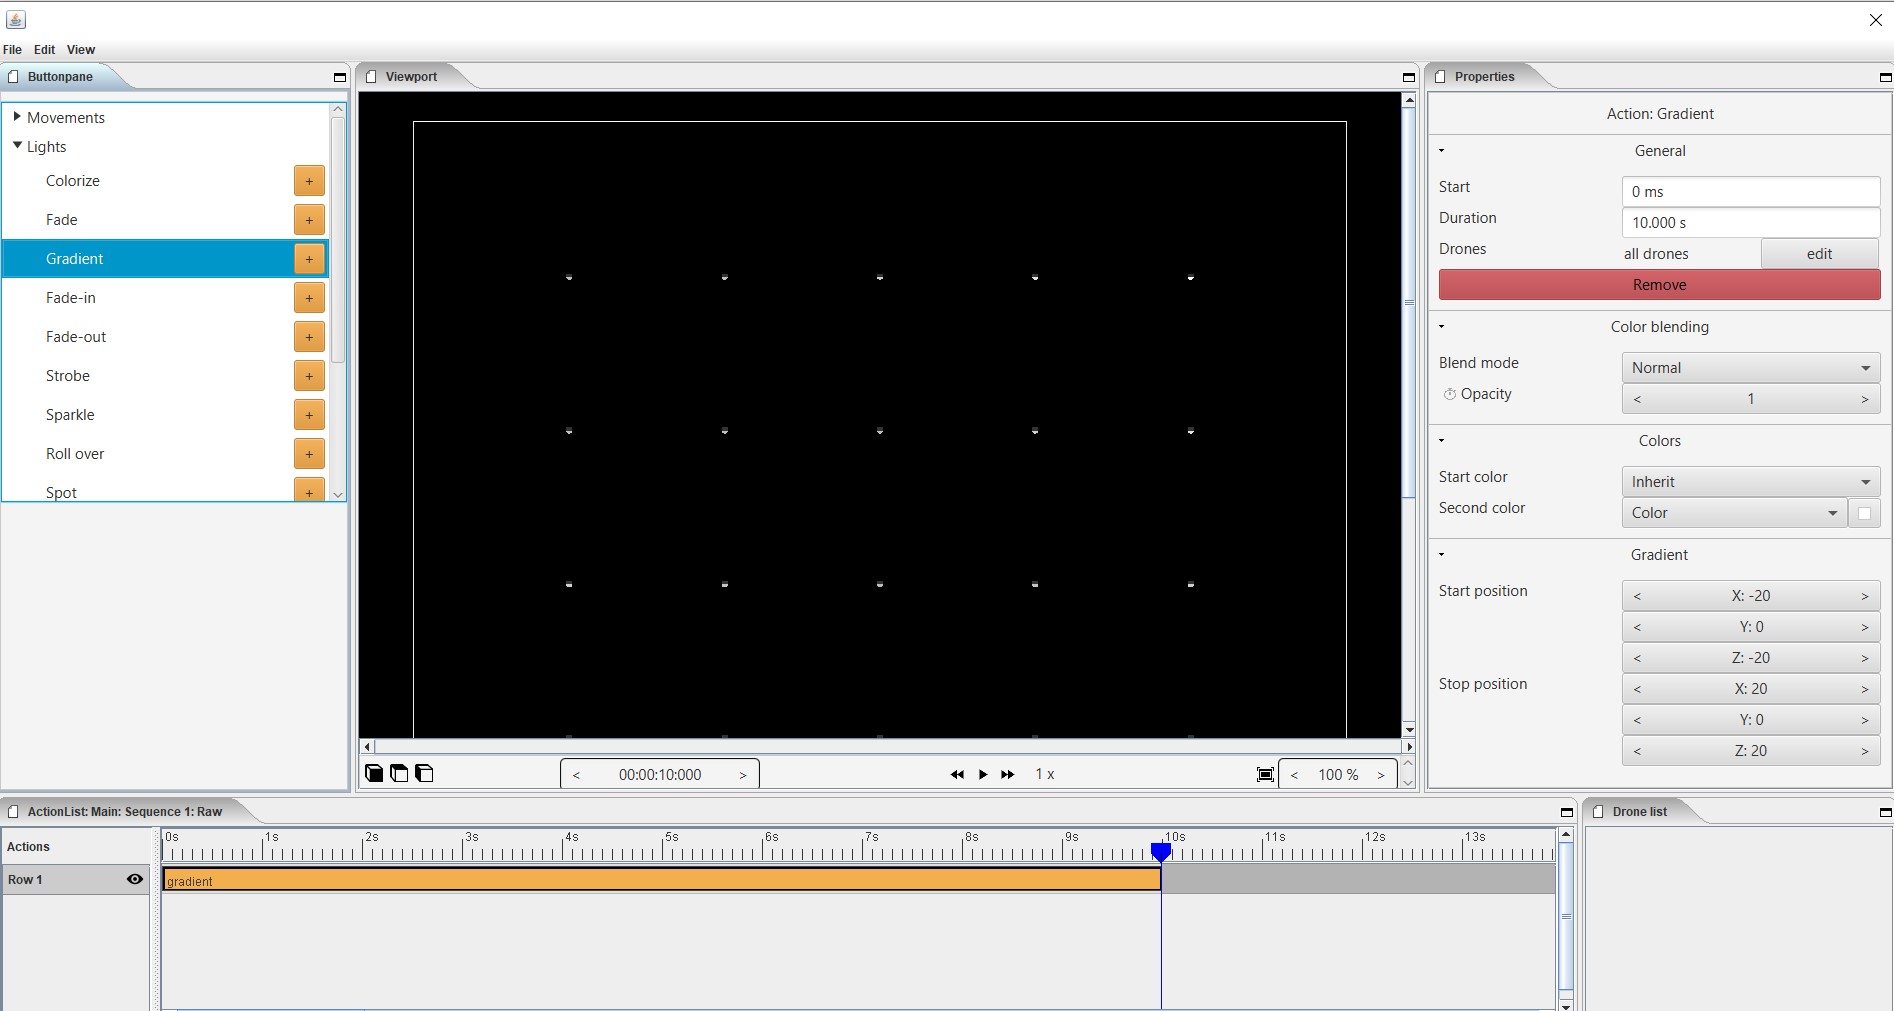 File Edit View
Buttonpane
Movements
Lights
Colorize +
Fade +
Gradient +
Fade-in +
Fade-out +
Strobe +
Sparkle +
Roll over +
Spot +
Viewport
< 00:00:10:000 >
1 x
< 100 % >
Properties
Action: Gradient
General
Start 0 ms
Duration 10.000 s
Drones all drones edit
Remove
Color blending
Blend mode Normal
Opacity < 1 >
Colors
Start color Inherit
Second color Color
Gradient
Start position < X: -20 >
< Y: 0 >
< Z: -20 >
Stop position < X: 20 >
< Y: 0 >
< Z: 20 >
ActionList: Main: Sequence 1: Raw
Actions 0s 1s 2s 3s 4s 5s 6s 7s 8s 9s 10s 11s 12s 13s
Row 1 gradient
Drone list